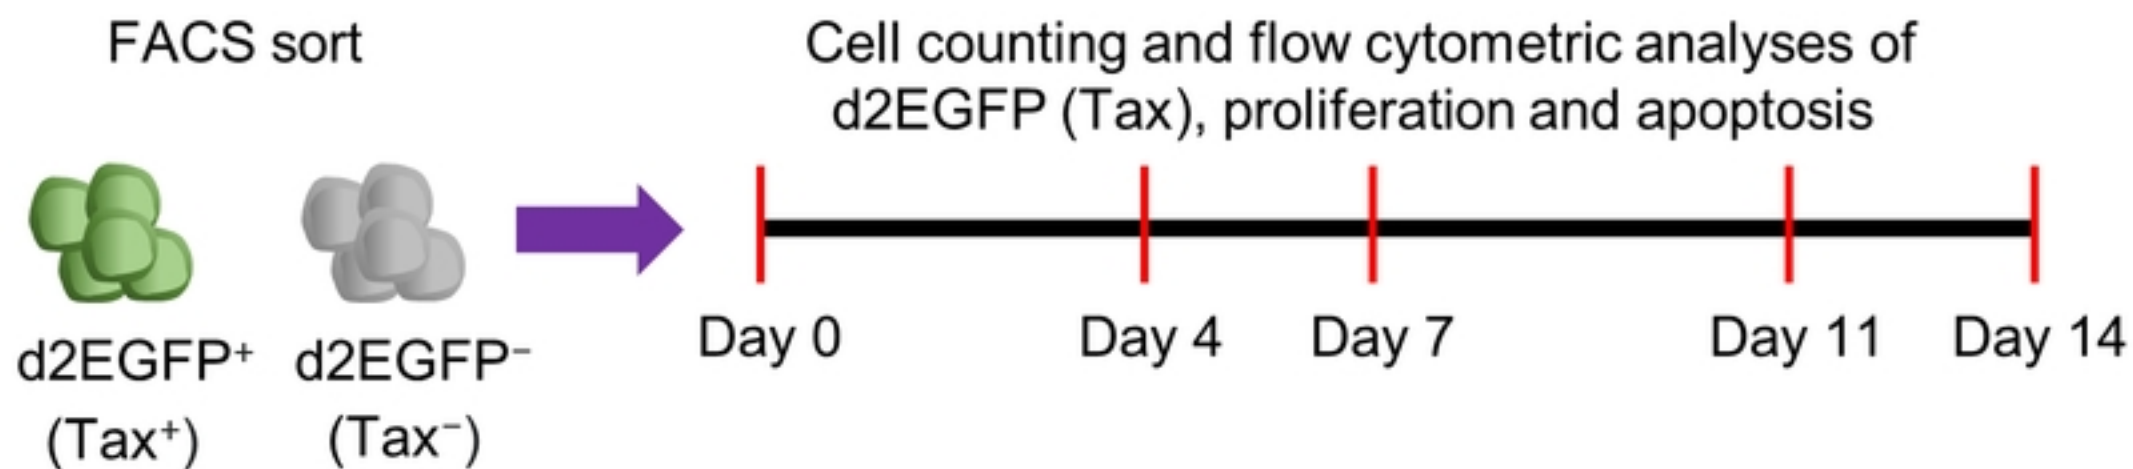 FACS sort
Cell counting and flow cytometric analyses of
d2EGFP (Tax), proliferation and apoptosis
d2EGFP⁺ d2EGFP⁻
(Tax⁺) (Tax⁻)
Day 0 Day 4 Day 7 Day 11 Day 14